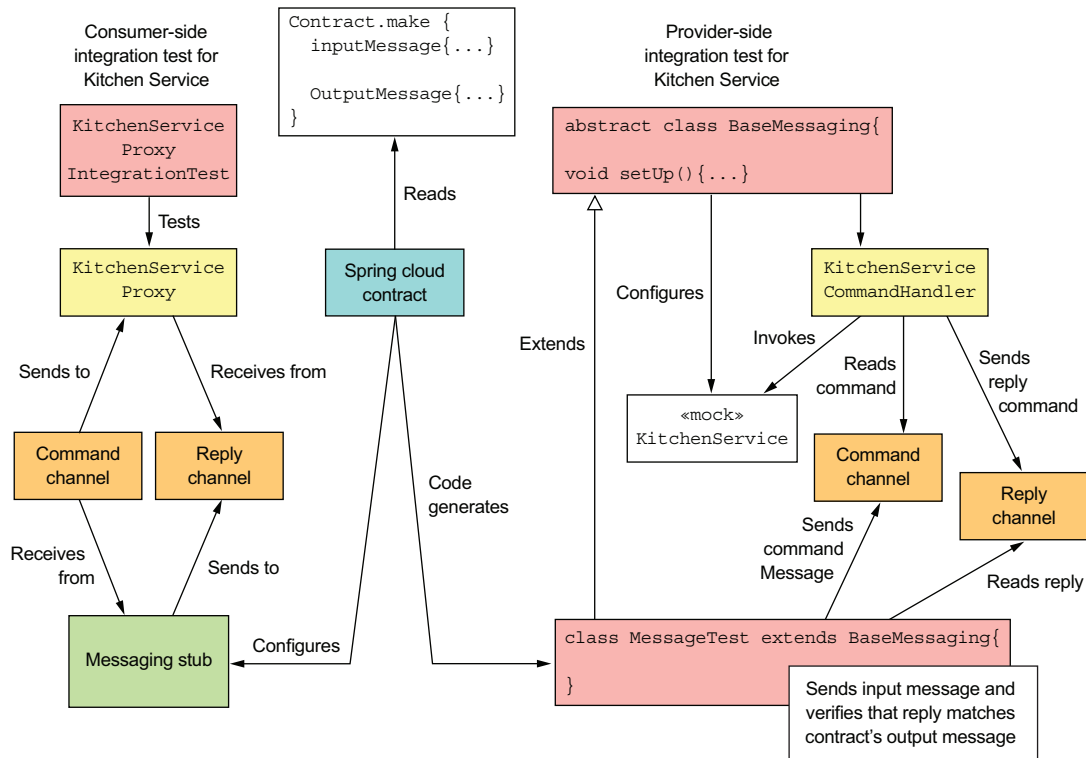 Consumer-side
integration test for
Kitchen Service
KitchenService
Proxy
IntegrationTest
Tests
KitchenService
Proxy
Sends to
Receives from
Command
channel
Reply
channel
Receives
from
Sends to
Messaging stub
Contract.make {
inputMessage{...}
OutputMessage{...}
}
Reads
Spring cloud
contract
Configures
Code
generates
Provider-side
integration test for
Kitchen Service
abstract class BaseMessaging{
void setUp(){...}
Extends
Configures
KitchenService
CommandHandler
Invokes
Reads
command
Sends
reply
command
«mock»
KitchenService
Command
channel
Reply
channel
Sends
command
Message
Reads reply
class MessageTest extends BaseMessaging{
}
Sends input message and
verifies that reply matches
contract's output message